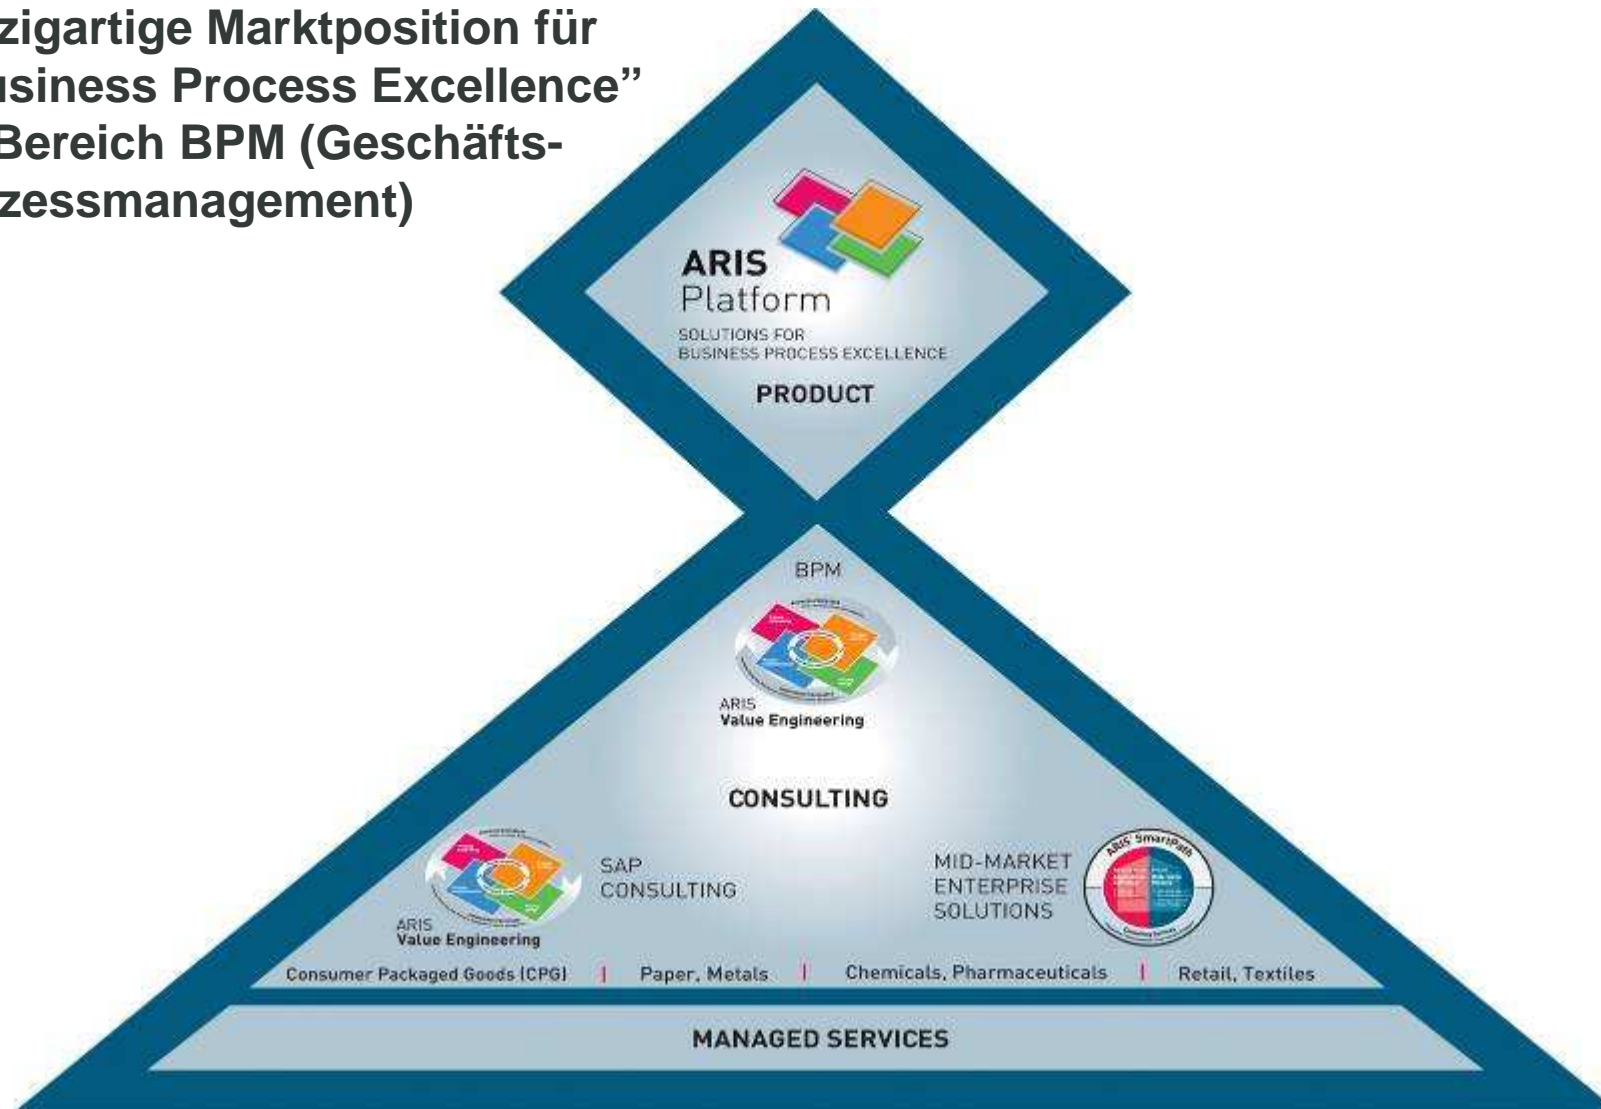 zigartige Marktposition für
usiness Process Excellence”
Bereich BPM (Geschäfts-
zessmanagement)
ARIS
Platform
SOLUTIONS FOR
BUSINESS PROCESS EXCELLENCE
PRODUCT
BPM
ARIS
Value Engineering
CONSULTING
SAP
CONSULTING
MID-MARKET
ENTERPRISE
SOLUTIONS
ARIS SmartPath
ARIS
Value Engineering
Consumer Packaged Goods (CPG) | Paper, Metals | Chemicals, Pharmaceuticals | Retail, Textiles
MANAGED SERVICES